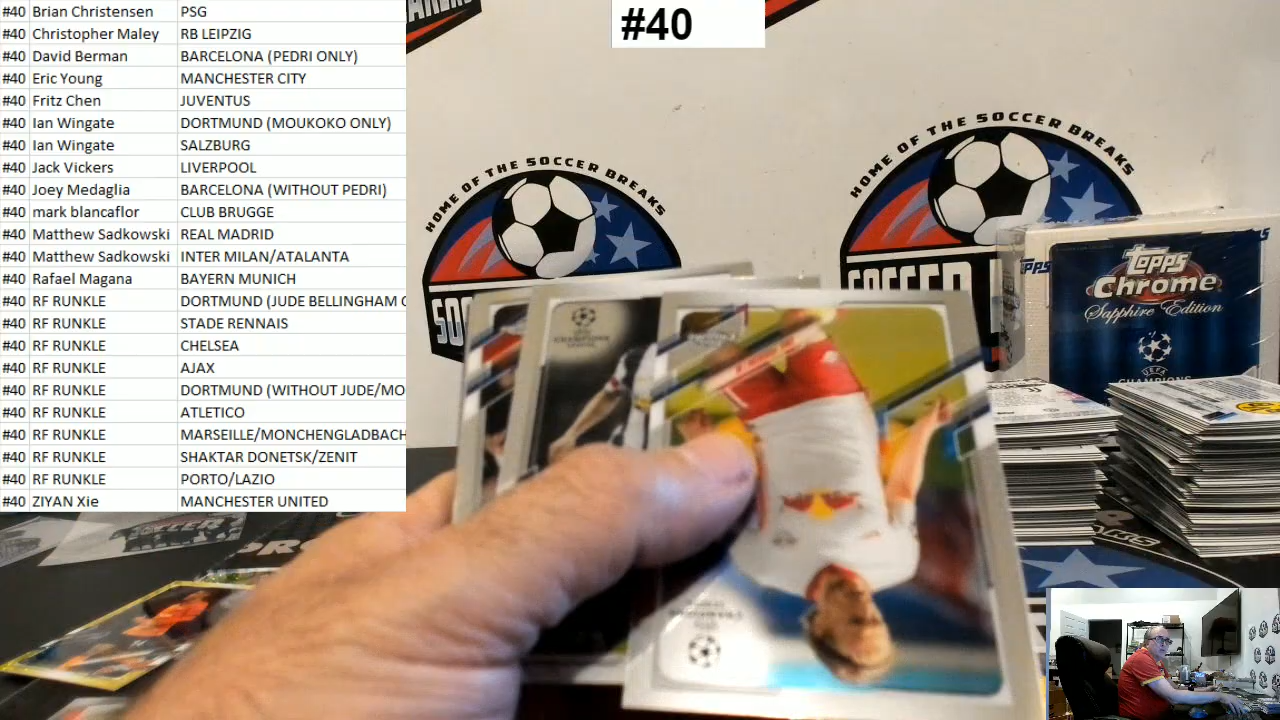 #40 Brian Christensen PSG
#40 Christopher Maley RB LEIPZIG
#40 David Berman BARCELONA (PEDRI ONLY)
#40 Eric Young MANCHESTER CITY
#40 Fritz Chen JUVENTUS
#40 Ian Wingate DORTMUND (MOUKOKO ONLY)
#40 Ian Wingate SALZBURG
#40 Jack Vickers LIVERPOOL
#40 Joey Medaglia BARCELONA (WITHOUT PEDRI)
#40 mark blancaflor CLUB BRUGGE
#40 Matthew Sadkowski REAL MADRID
#40 Matthew Sadkowski INTER MILAN/ATALANTA
#40 Rafael Magana BAYERN MUNICH
#40 RF RUNKLE DORTMUND (JUDE BELLINGHAM
#40 RF RUNKLE STADE RENNAIS
#40 RF RUNKLE CHELSEA
#40 RF RUNKLE AJAX
#40 RF RUNKLE DORTMUND (WITHOUT JUDE/MO
#40 RF RUNKLE ATLETICO
#40 RF RUNKLE MARSEILLE/MONCHENGLADBACH
#40 RF RUNKLE SHAKTAR DONETSK/ZENIT
#40 RF RUNKLE PORTO/LAZIO
#40 ZIYAN Xie MANCHESTER UNITED
#40
HOME OF THE SOCCER BREAKS
HOME OF THE SOCCER BREAKS
SOCCER
Topps
Chrome
Sapphire Edition
UEFA
CHAMPIONS
CHAMPIONS